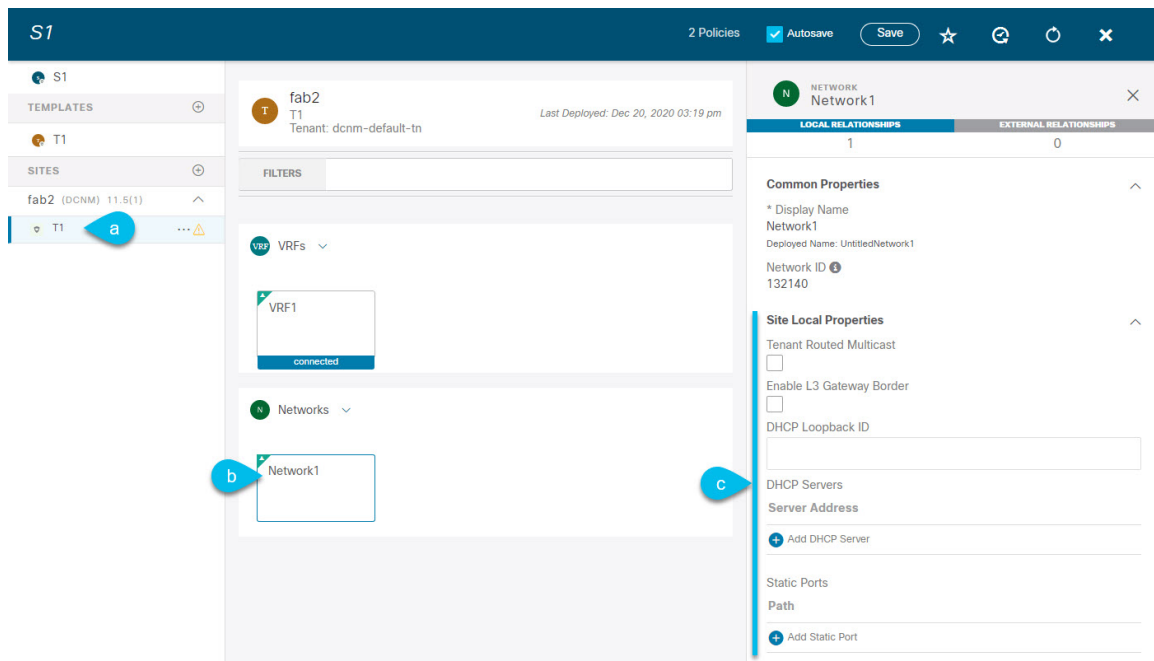 S1
2 Policies
Autosave
Save
S1
TEMPLATES
T1
SITES
fab2 (DCNM) 11.5(1)
T1
a
T
fab2
T1
Tenant: dcnm-default-tn
Last Deployed: Dec 20, 2020 03:19 pm
FILTERS
VRF
VRFs
VRF1
connected
N
Networks
b
Network1
N
NETWORK
Network1
LOCAL RELATIONSHIPS
EXTERNAL RELATIONSHIPS
1
0
Common Properties
* Display Name
Network1
Deployed Name: UntitledNetwork1
Network ID
132140
c
Site Local Properties
Tenant Routed Multicast
Enable L3 Gateway Border
DHCP Loopback ID
DHCP Servers
Server Address
Add DHCP Server
Static Ports
Path
Add Static Port